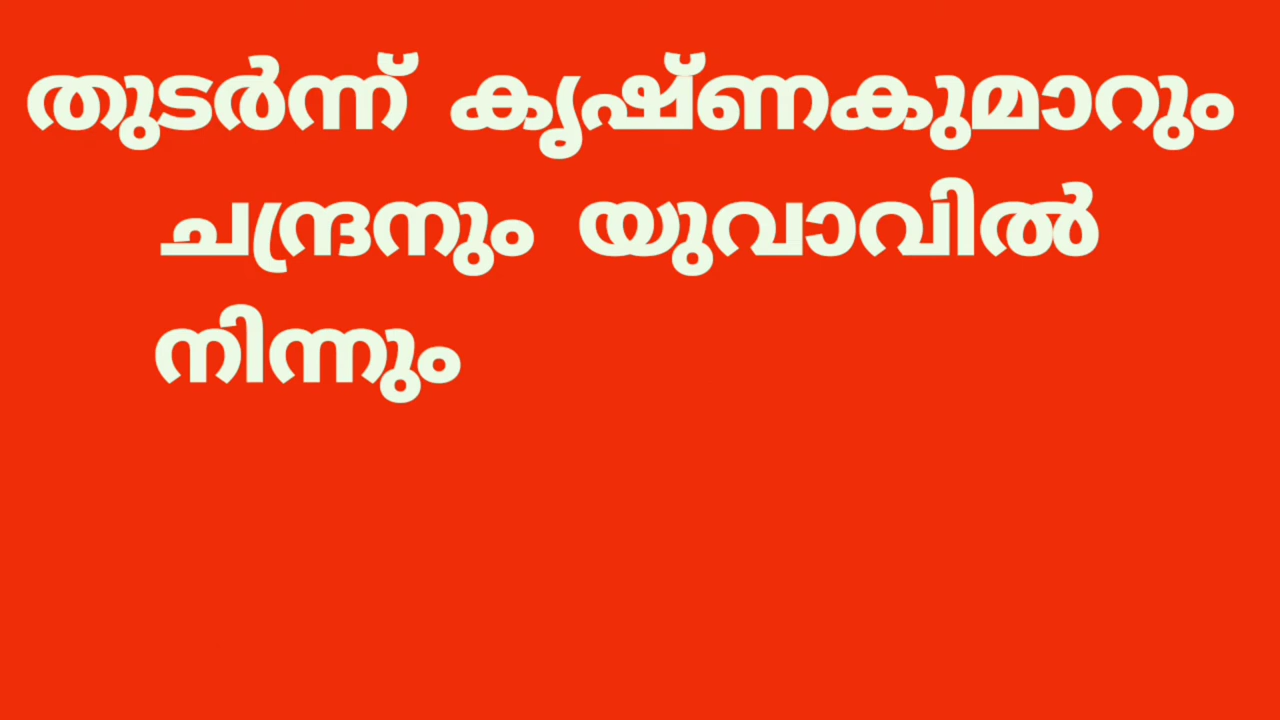 തുടർന്ന് കൃഷ്ണകുമാറും
ചന്ദ്രനും യുവാവിൽ
നിന്നും